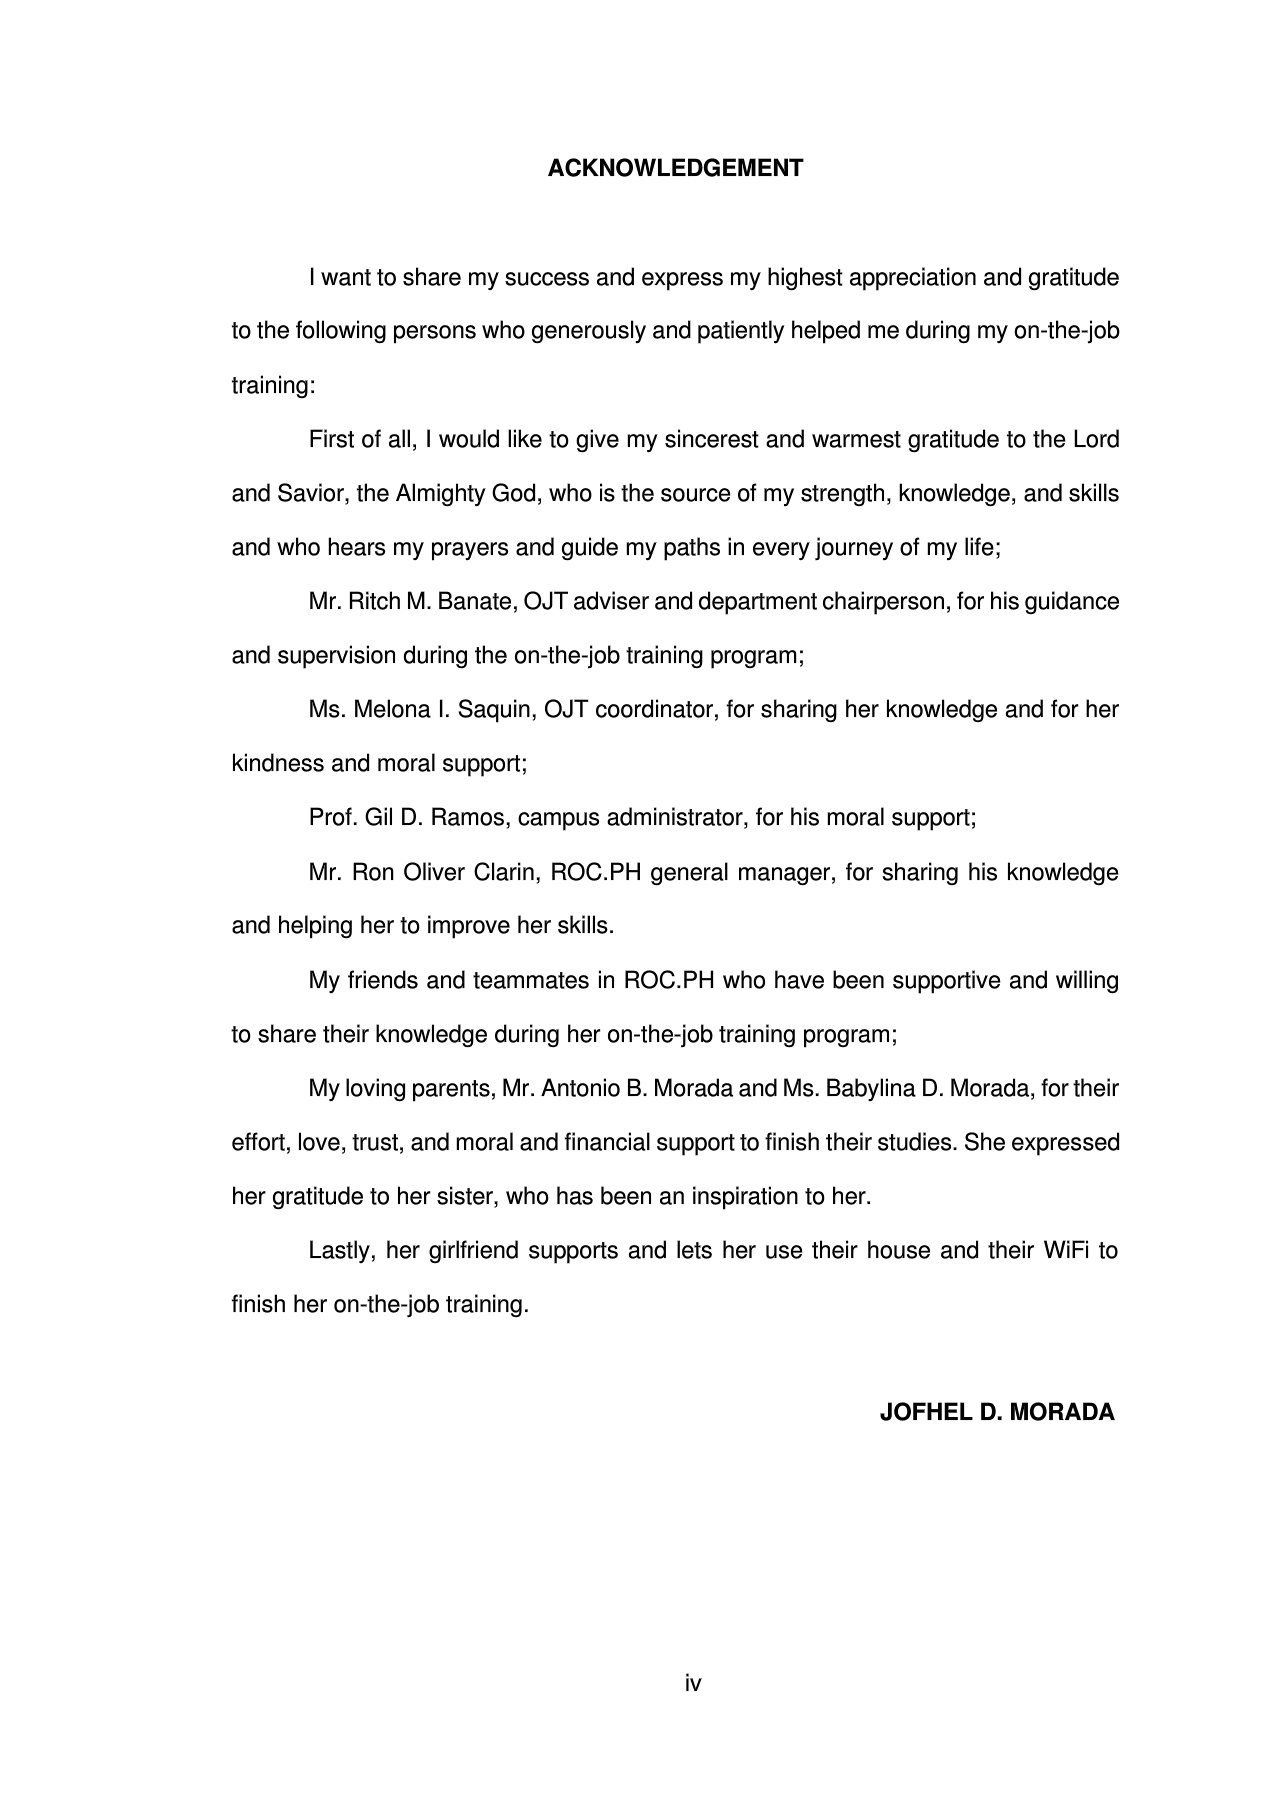 ACKNOWLEDGEMENT
I want to share my success and express my highest appreciation and gratitude
to the following persons who generously and patiently helped me during my on-the-job
training:
First of all, I would like to give my sincerest and warmest gratitude to the Lord
and Savior, the Almighty God, who is the source of my strength, knowledge, and skills
and who hears my prayers and guide my paths in every journey of my life;
Mr. Ritch M. Banate, OJT adviser and department chairperson, for his guidance
and supervision during the on-the-job training program;
Ms. Melona I. Saquin, OJT coordinator, for sharing her knowledge and for her
kindness and moral support;
Prof. Gil D. Ramos, campus administrator, for his moral support;
Mr. Ron Oliver Clarin, ROC.PH general manager, for sharing his knowledge
and helping her to improve her skills.
My friends and teammates in ROC.PH who have been supportive and willing
to share their knowledge during her on-the-job training program;
My loving parents, Mr. Antonio B. Morada and Ms. Babylina D. Morada, for their
effort, love, trust, and moral and financial support to finish their studies. She expressed
her gratitude to her sister, who has been an inspiration to her.
Lastly, her girlfriend supports and lets her use their house and their WiFi to
finish her on-the-job training.
JOFHEL D. MORADA
iv